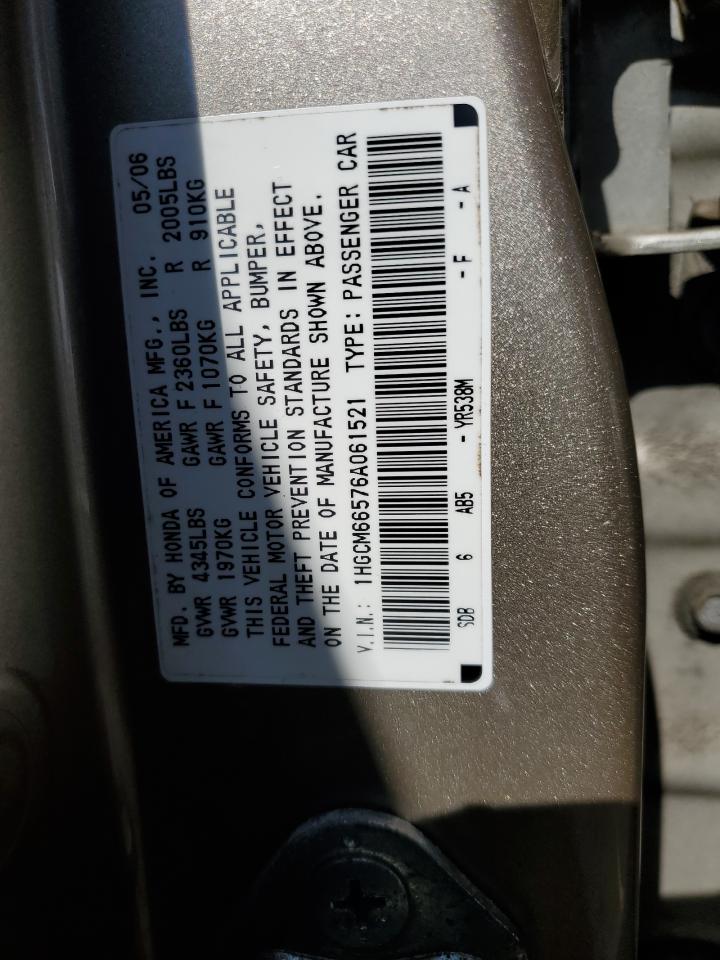 MFD. BY HONDA OF AMERICA MFG., INC. 05/06
GVWR 4345LBS GAWR F 2360LBS R 2005LBS
GVWR 1970KG GAWR F 1070KG R 910KG
THIS VEHICLE CONFORMS TO ALL APPLICABLE
FEDERAL MOTOR VEHICLE SAFETY, BUMPER,
AND THEFT PREVENTION STANDARDS IN EFFECT
ON THE DATE OF MANUFACTURE SHOWN ABOVE.
V.I.N.: 1HGCM66576A061521 TYPE: PASSENGER CAR
SDB 6 AB5 - YR538M - F - A